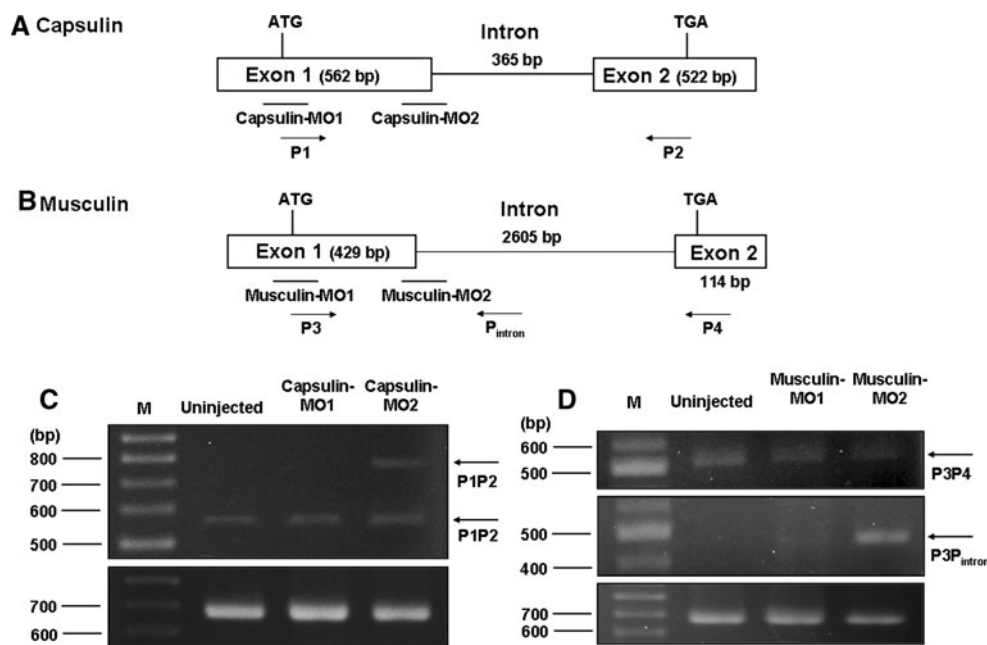 A Capsulin
ATG
Intron
TGA
365 bp
Exon 1 (562 bp)
Exon 2 (522 bp)
Capsulin-MO1
Capsulin-MO2
P1
P2
B Musculin
ATG
Intron
TGA
2605 bp
Exon 1 (429 bp)
Exon 2
114 bp
Musculin-MO1
Musculin-MO2
P3
Pintron
P4
C
M
Uninjected
Capsulin-
MO1
Capsulin-
MO2
(bp)
800
700
600
500
P1P2
P1P2
700
600
D
M
Uninjected
Musculin-
MO1
Musculin-
MO2
(bp)
600
500
P3P4
500
400
P3Pintron
700
600